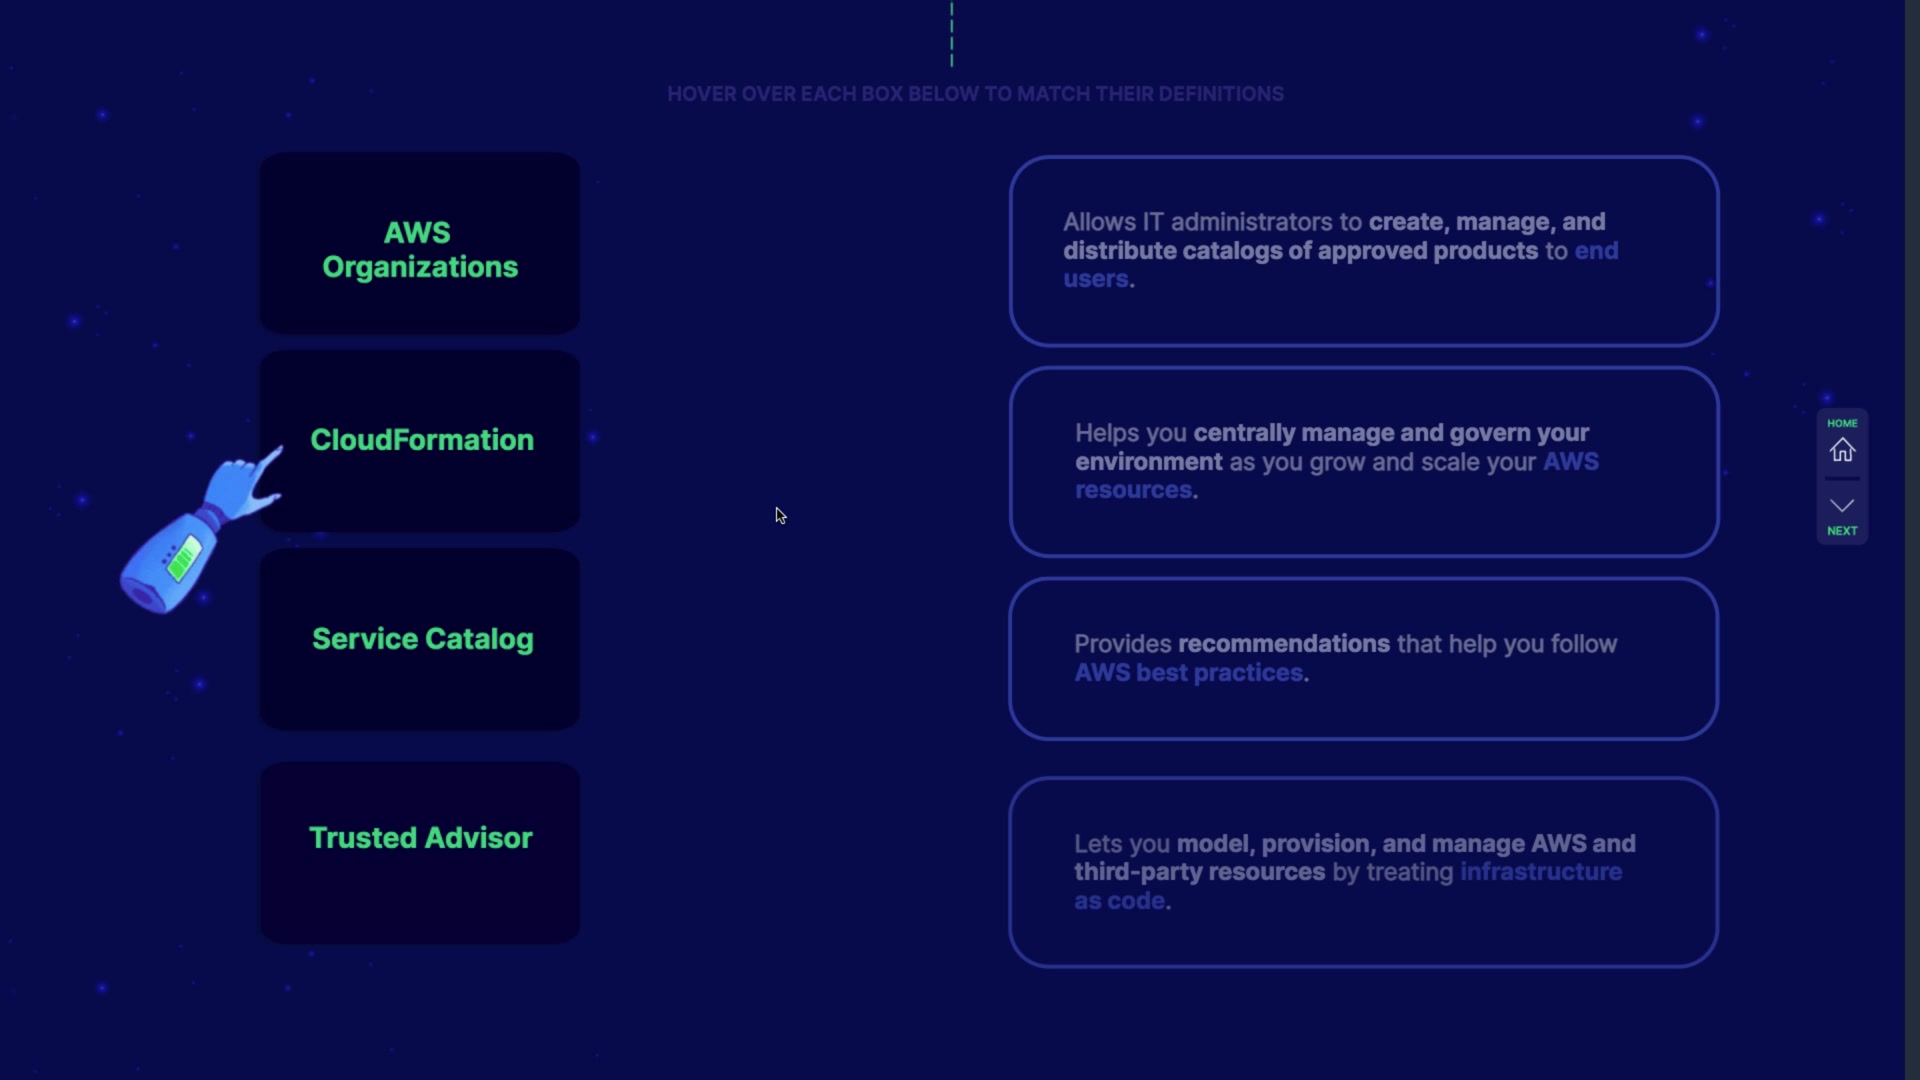 HOVER OVER EACH BOX BELOW TO MATCH THEIR DEFINITIONS
AWS
Organizations
Allows IT administrators to create, manage, and
distribute catalogs of approved products to end
users.
CloudFormation
Helps you centrally manage and govern your
environment as you grow and scale your AWS
resources.
Service Catalog
Provides recommendations that help you follow
AWS best practices.
Trusted Advisor
Lets you model, provision, and manage AWS and
third-party resources by treating infrastructure
as code.
HOME
NEXT